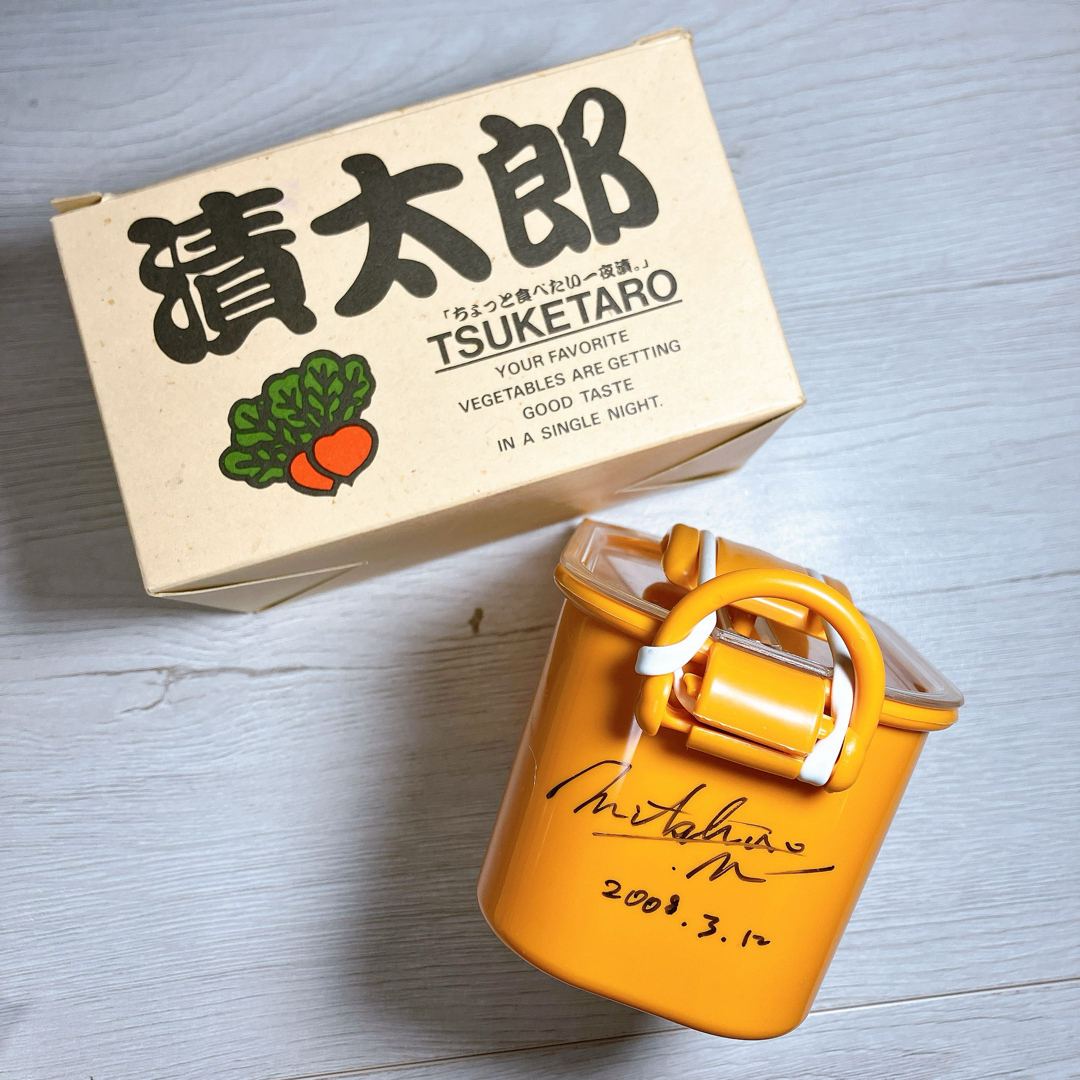 漬太郎
「ちょっと食べたい一夜漬。」
TSUKETARO
YOUR FAVORITE
VEGETABLES ARE GETTING
GOOD TASTE
IN A SINGLE NIGHT.
2008.3.12